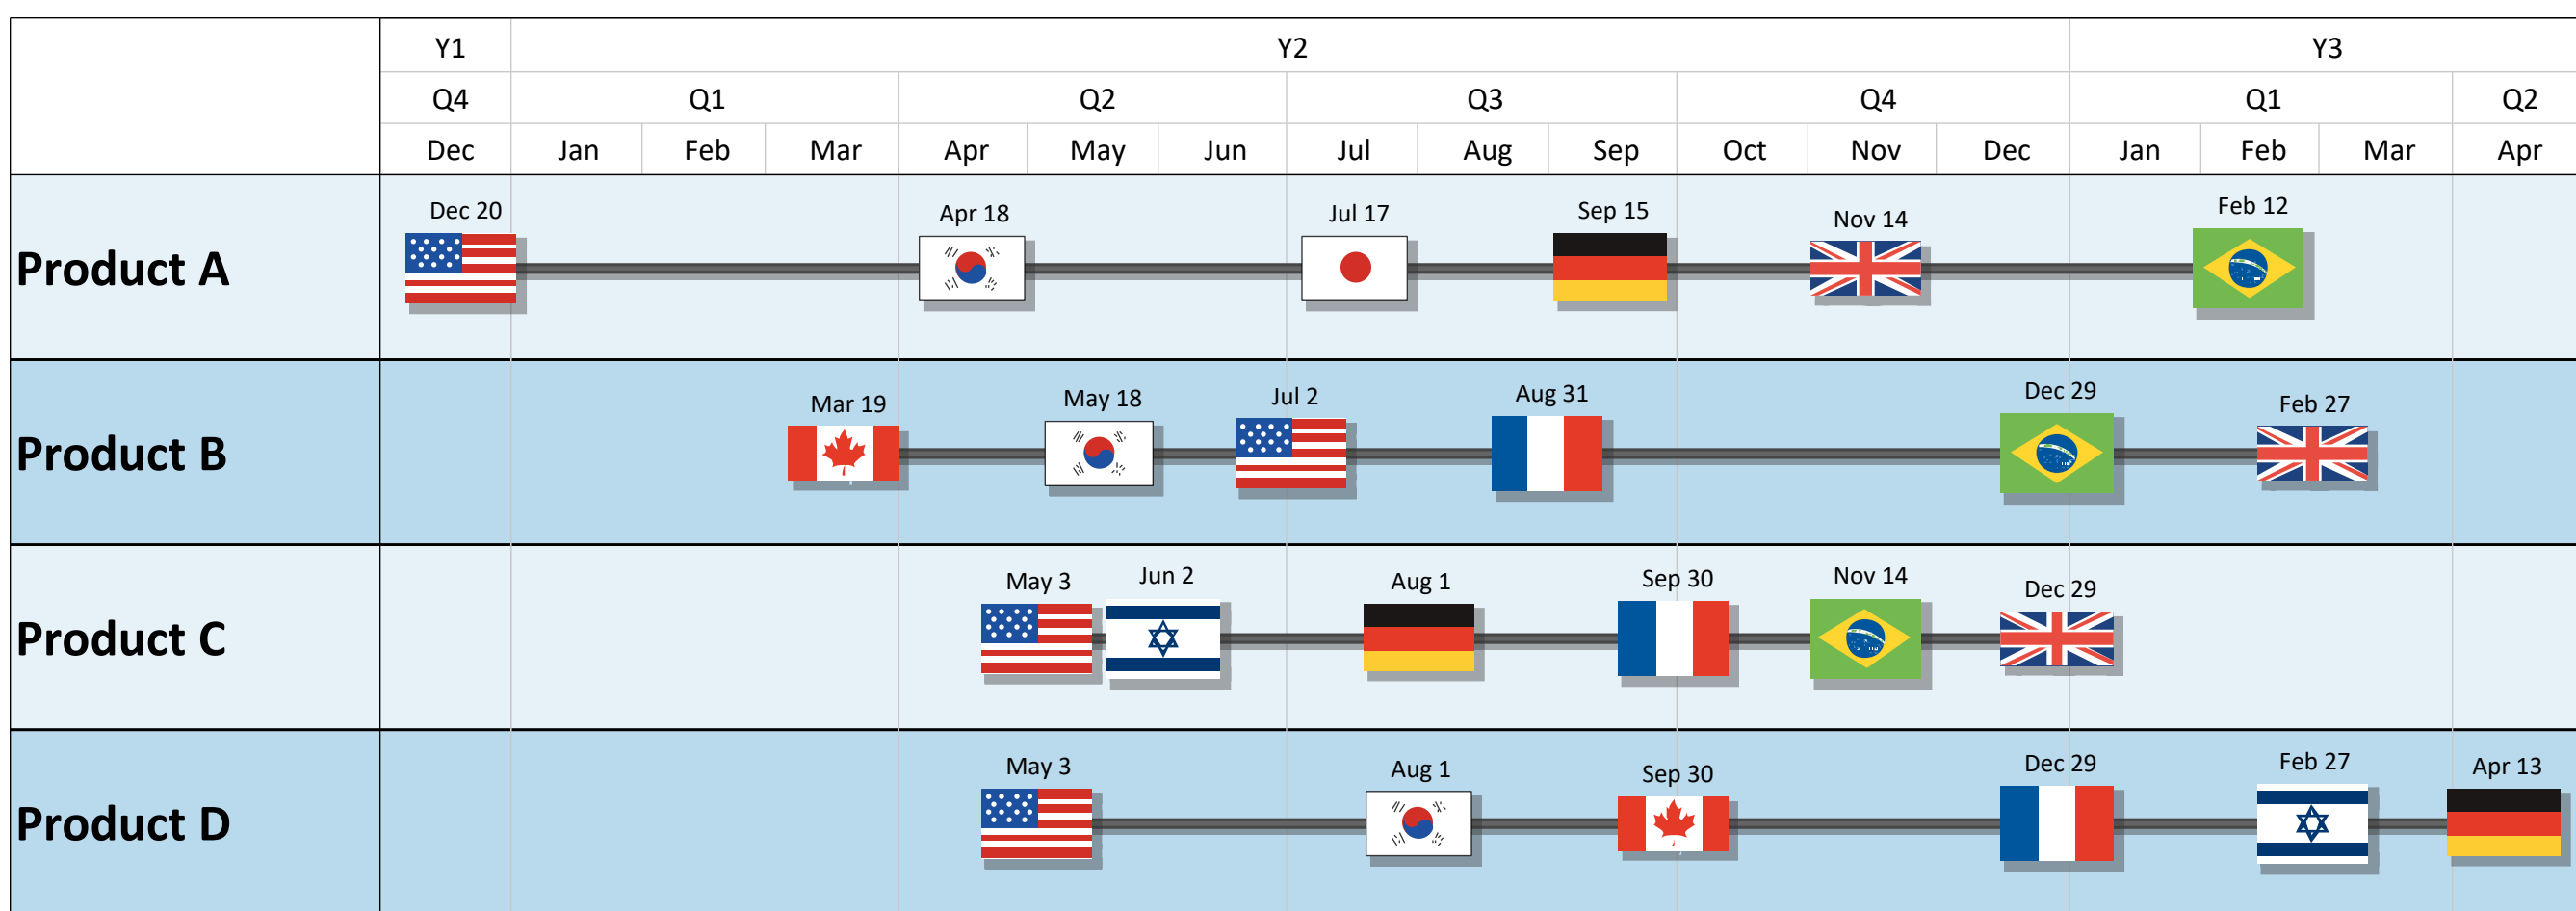 Y1 Y2 Y3
Q4 Q1 Q2 Q3 Q4 Q1 Q2
Dec Jan Feb Mar Apr May Jun Jul Aug Sep Oct Nov Dec Jan Feb Mar Apr
Dec 20 Apr 18 Jul 17 Sep 15 Nov 14 Feb 12
Product A
Mar 19 May 18 Jul 2 Aug 31 Dec 29 Feb 27
Product B
May 3 Jun 2 Aug 1 Sep 30 Nov 14 Dec 29
Product C
May 3 Aug 1 Sep 30 Dec 29 Feb 27 Apr 13
Product D